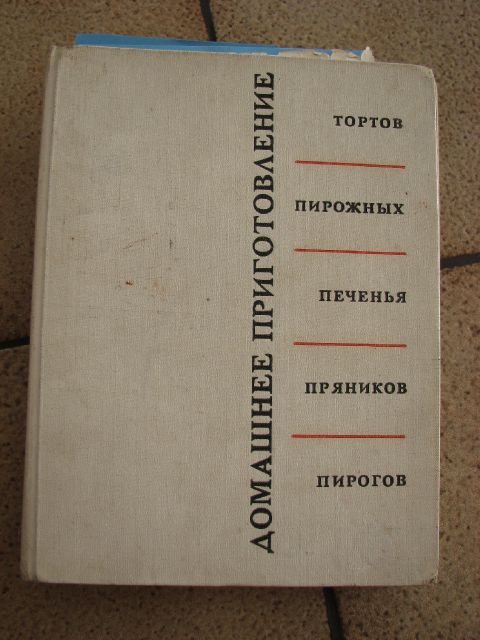 ДОМАШНЕЕ ПРИГОТОВЛЕНИЕ
ТОРТОВ
ПИРОЖНЫХ
ПЕЧЕНЬЯ
ПРЯНИКОВ
ПИРОГОВ